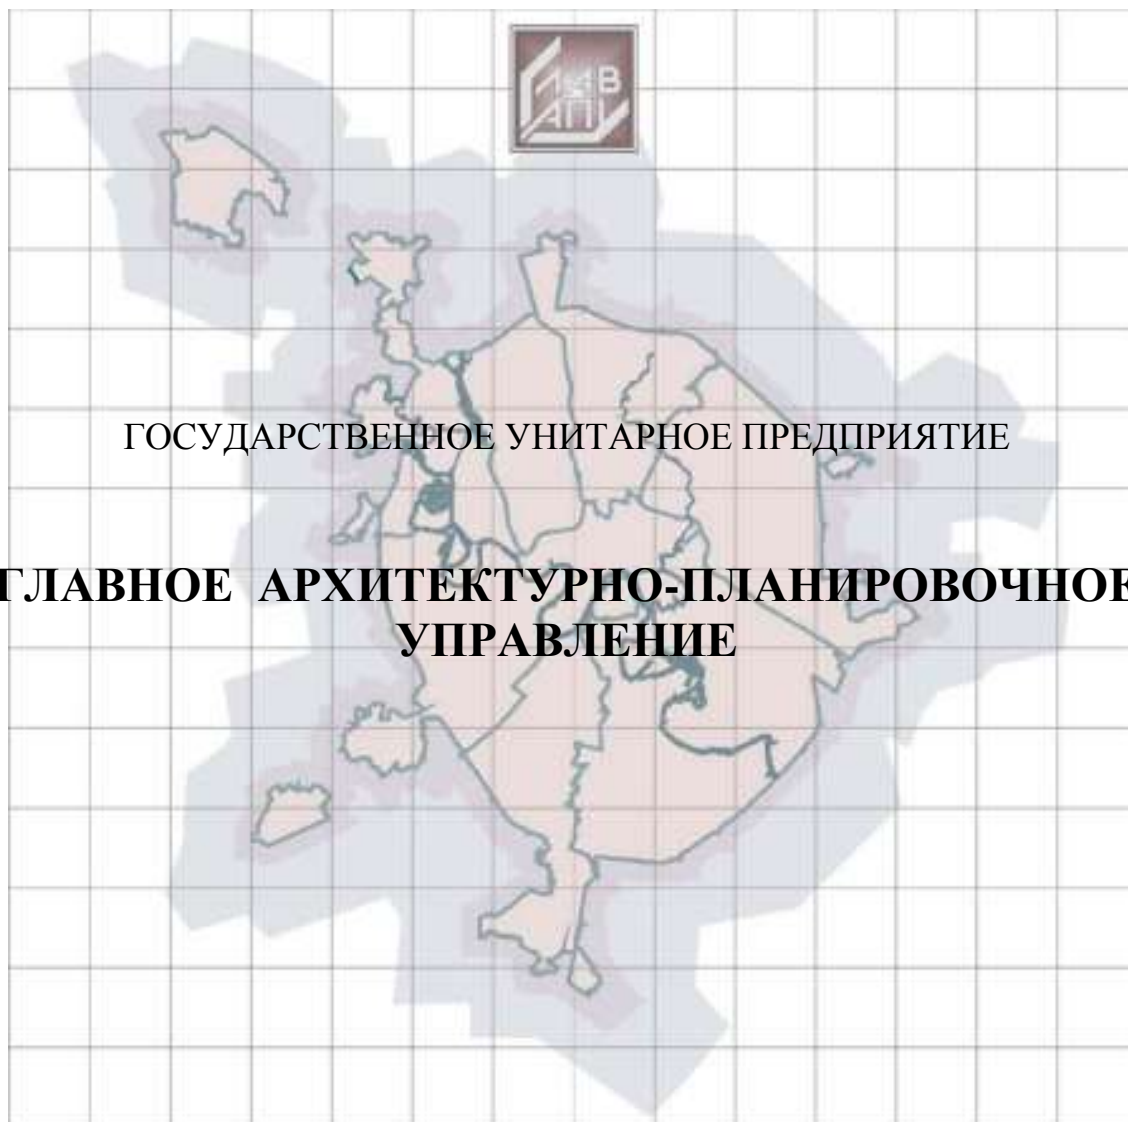 ГОСУДАРСТВЕННОЕ УНИТАРНОЕ ПРЕДПРИЯТИЕ
ГЛАВНОЕ АРХИТЕКТУРНО-ПЛАНИРОВОЧНОЕ
УПРАВЛЕНИЕ